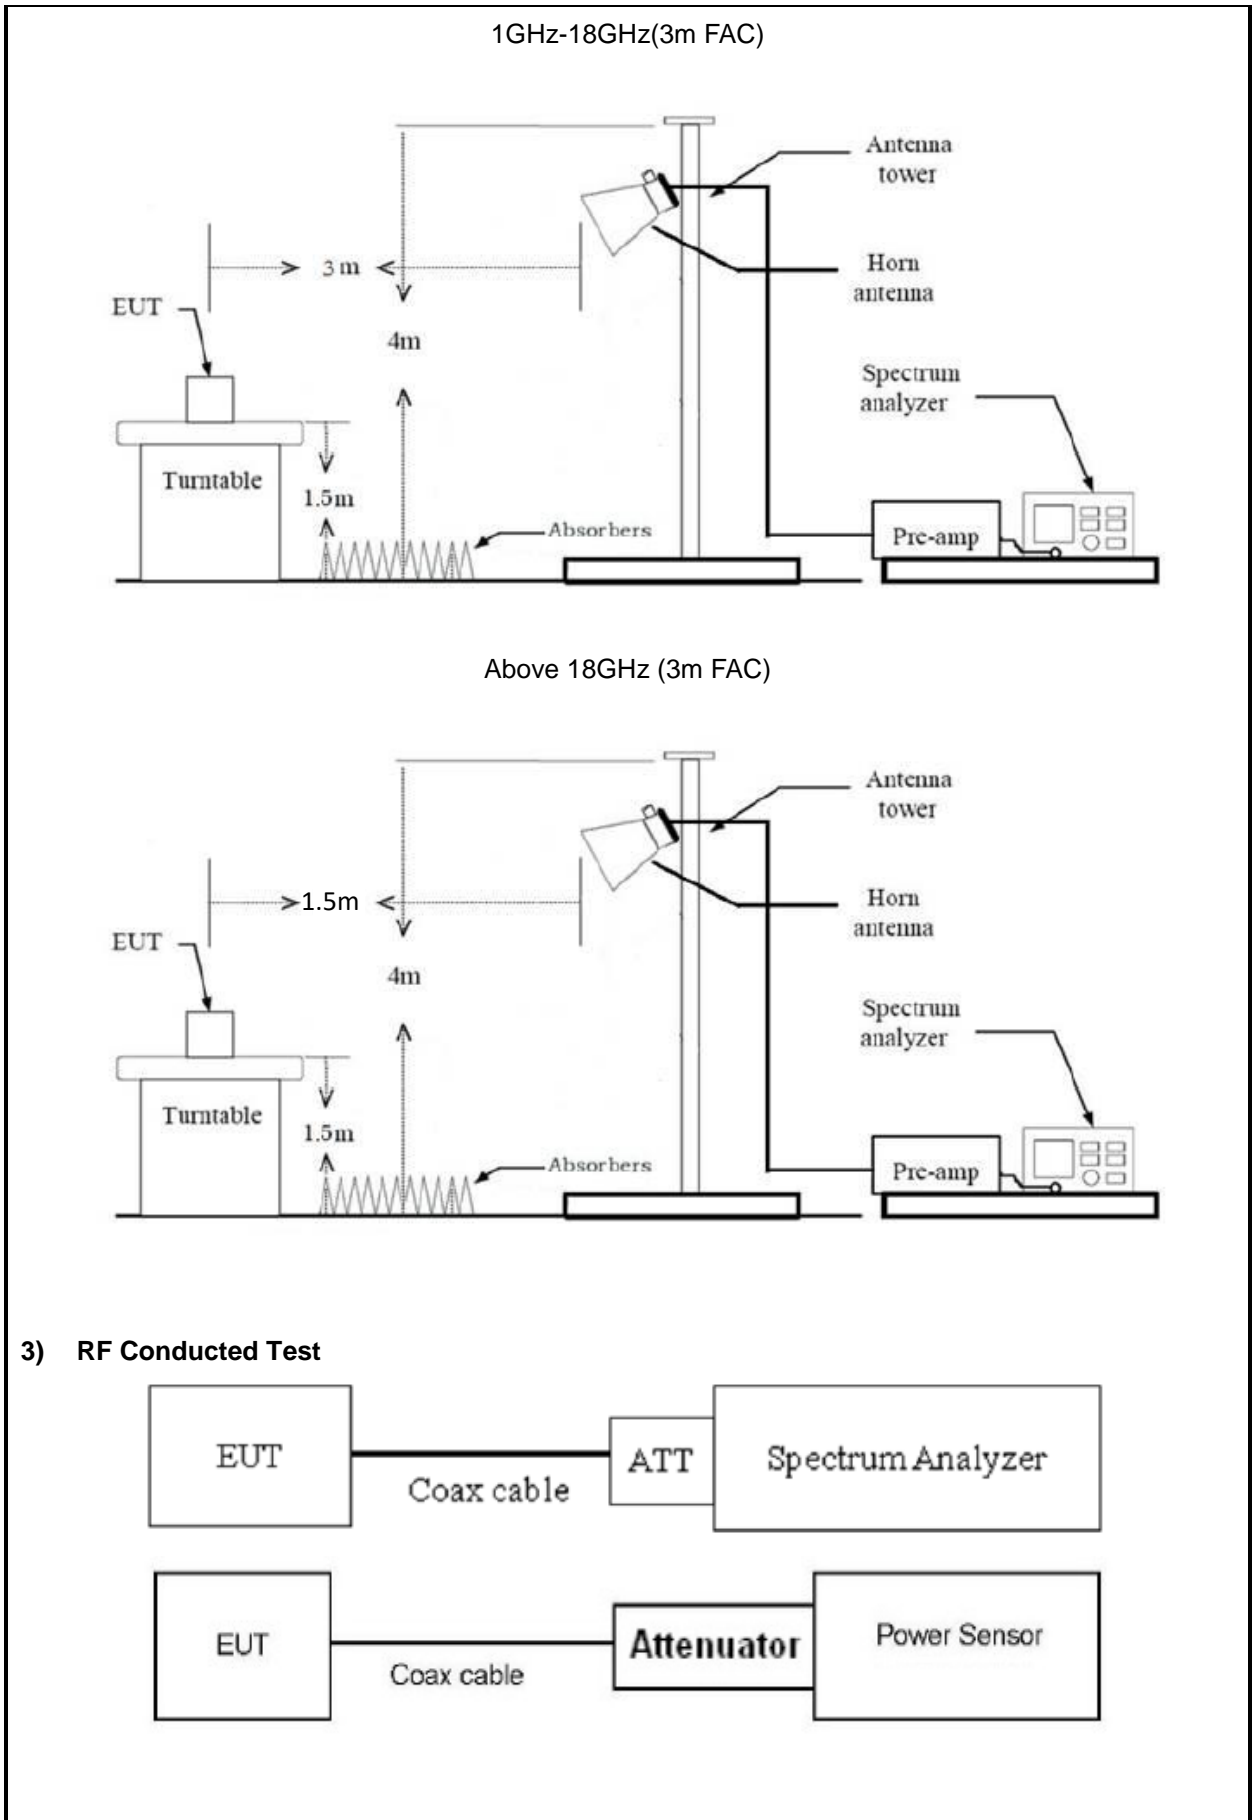 1GHz-18GHz(3m FAC)
Antenna
tower
3 m
Horn
antenna
EUT
4m
Spectrum
analyzer
Turntable
1.5m
Absorbers
Pre-amp
Above 18GHz (3m FAC)
Antenna
tower
1.5m
Horn
antenna
EUT
4m
Spectrum
analyzer
Turntable
1.5m
Absorbers
Pre-amp
3) RF Conducted Test
EUT
Coax cable
ATT
Spectrum Analyzer
EUT
Coax cable
Attenuator
Power Sensor